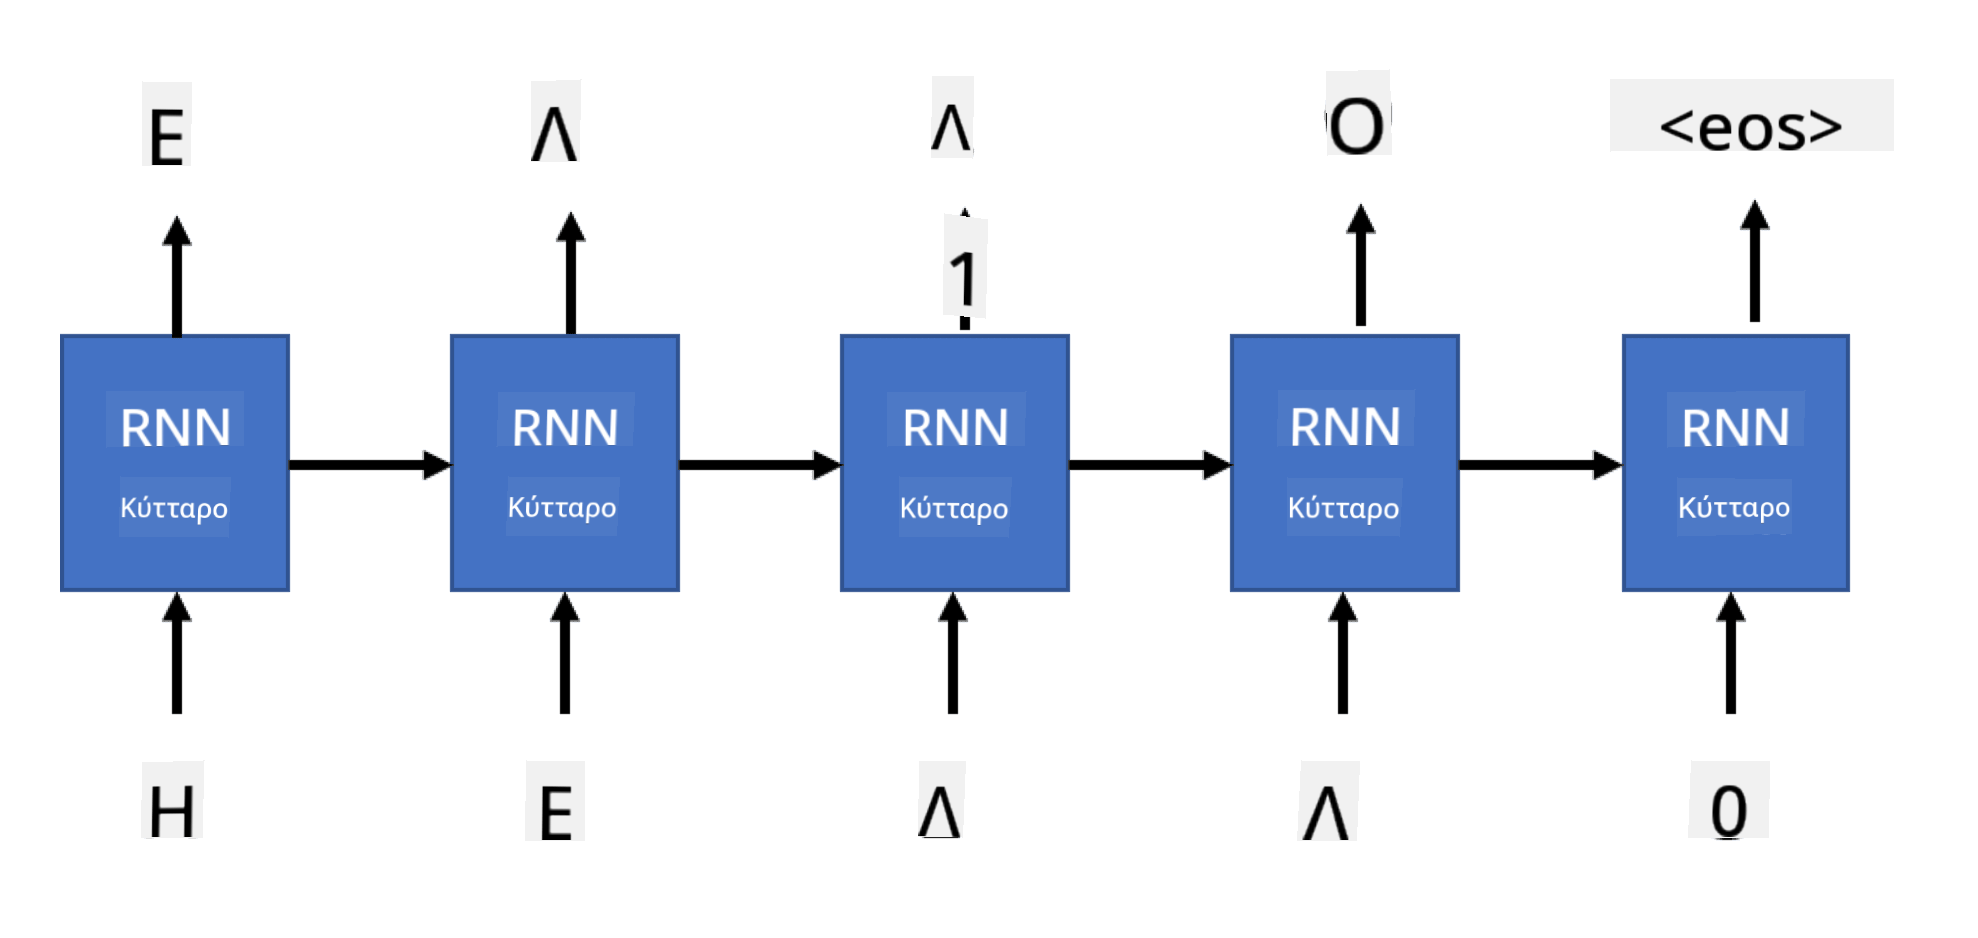 Ε Λ Λ Ο <eos>
1
RNN RNN RNN RNN RNN
Κύτταρο Κύτταρο Κύτταρο Κύτταρο Κύτταρο
Η Ε Λ Λ 0